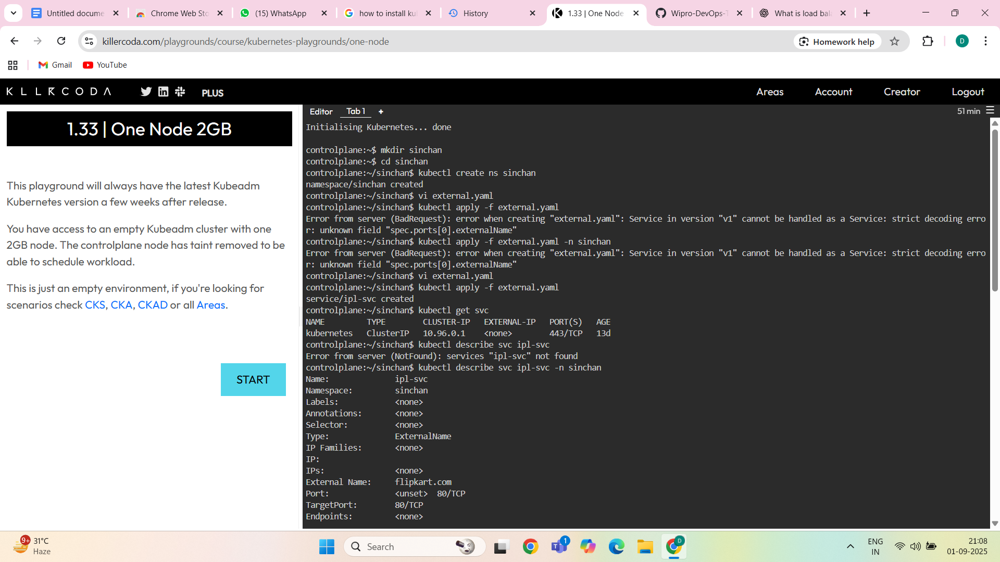 Untitled docume
Chrome Web Sto
(15) WhatsApp
how to install kul
History
1.33 | One Node
Wipro-DevOps-T
What is load bala
killercoda.com/playgrounds/course/kubernetes-playgrounds/one-node
Homework help
D
Gmail
YouTube
KLLRCODA
PLUS
Areas
Account
Creator
Logout
1.33 | One Node 2GB
This playground will always have the latest Kubeadm
Kubernetes version a few weeks after release.
You have access to an empty Kubeadm cluster with one
2GB node. The controlplane node has taint removed to be
able to schedule workload.
This is just an empty environment, if you're looking for
scenarios check CKS, CKA, CKAD or all Areas.
START
Editor
Tab 1
+
51 min
Initialising Kubernetes... done
controlplane:~$ mkdir sinchan
controlplane:~$ cd sinchan
controlplane:~/sinchan$ kubectl create ns sinchan
namespace/sinchan created
controlplane:~/sinchan$ vi external.yaml
controlplane:~/sinchan$ kubectl apply -f external.yaml
Error from server (BadRequest): error when creating "external.yaml": Service in version "v1" cannot be handled as a Service: strict decoding erro
r: unknown field "spec.ports[0].externalName"
controlplane:~/sinchan$ kubectl apply -f external.yaml -n sinchan
Error from server (BadRequest): error when creating "external.yaml": Service in version "v1" cannot be handled as a Service: strict decoding erro
r: unknown field "spec.ports[0].externalName"
controlplane:~/sinchan$ vi external.yaml
controlplane:~/sinchan$ kubectl apply -f external.yaml
service/ipl-svc created
controlplane:~/sinchan$ kubectl get svc
NAME TYPE CLUSTER-IP EXTERNAL-IP PORT(S) AGE
kubernetes ClusterIP 10.96.0.1 <none> 443/TCP 13d
controlplane:~/sinchan$ kubectl describe svc ipl-svc
Error from server (NotFound): services "ipl-svc" not found
controlplane:~/sinchan$ kubectl describe svc ipl-svc -n sinchan
Name: ipl-svc
Namespace: sinchan
Labels: <none>
Annotations: <none>
Selector: <none>
Type: ExternalName
IP Families: <none>
IP:
IPs: <none>
External Name: flipkart.com
Port: <unset> 80/TCP
TargetPort: 80/TCP
Endpoints: <none>
9+
31°C
Haze
Search
1
D
ENG
IN
21:08
01-09-2025